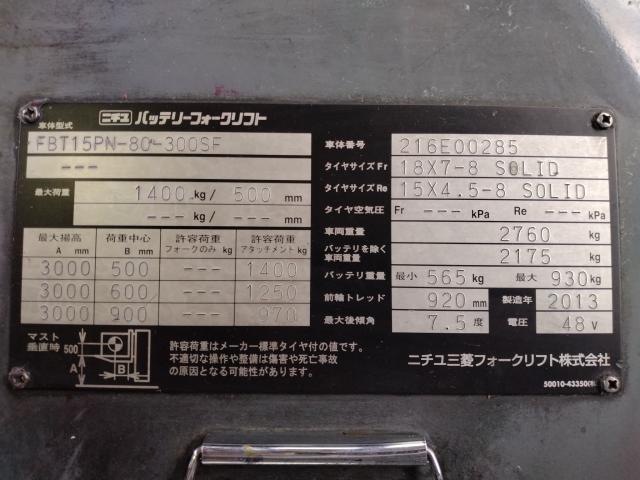 ニチユ バッテリーフォークリフト
車体型式
FBT15PN-80-300SF
---
最大荷重 1400 kg/ 500 mm
--- kg/ --- mm
最大揚高 A mm 荷重中心 B mm 許容荷重 フォークのみ kg 許容荷重 アタッチメント kg
3000 500 --- 1400
3000 600 --- 1250
3000 900 --- 970
マスト垂直時 500 A B
許容荷重はメーカー標準タイヤ付の値です。
不適切な操作や整備は傷害や死亡事故
の原因となる可能性があります。
車体番号 216E00285
タイヤサイズ Fr 18X7-8 SOLID
タイヤサイズ Re 15X4.5-8 SOLID
タイヤ空気圧 Fr --- kPa Re --- kPa
車両重量 2760 kg
バッテリを除く車両重量 2175 kg
バッテリ重量 最小 565 kg 最大 930 kg
前輪トレッド 920 mm 製造年 2013
最大後傾角 7.5 度 電圧 48 V
ニチユ三菱フォークリフト株式会社
50010-43350